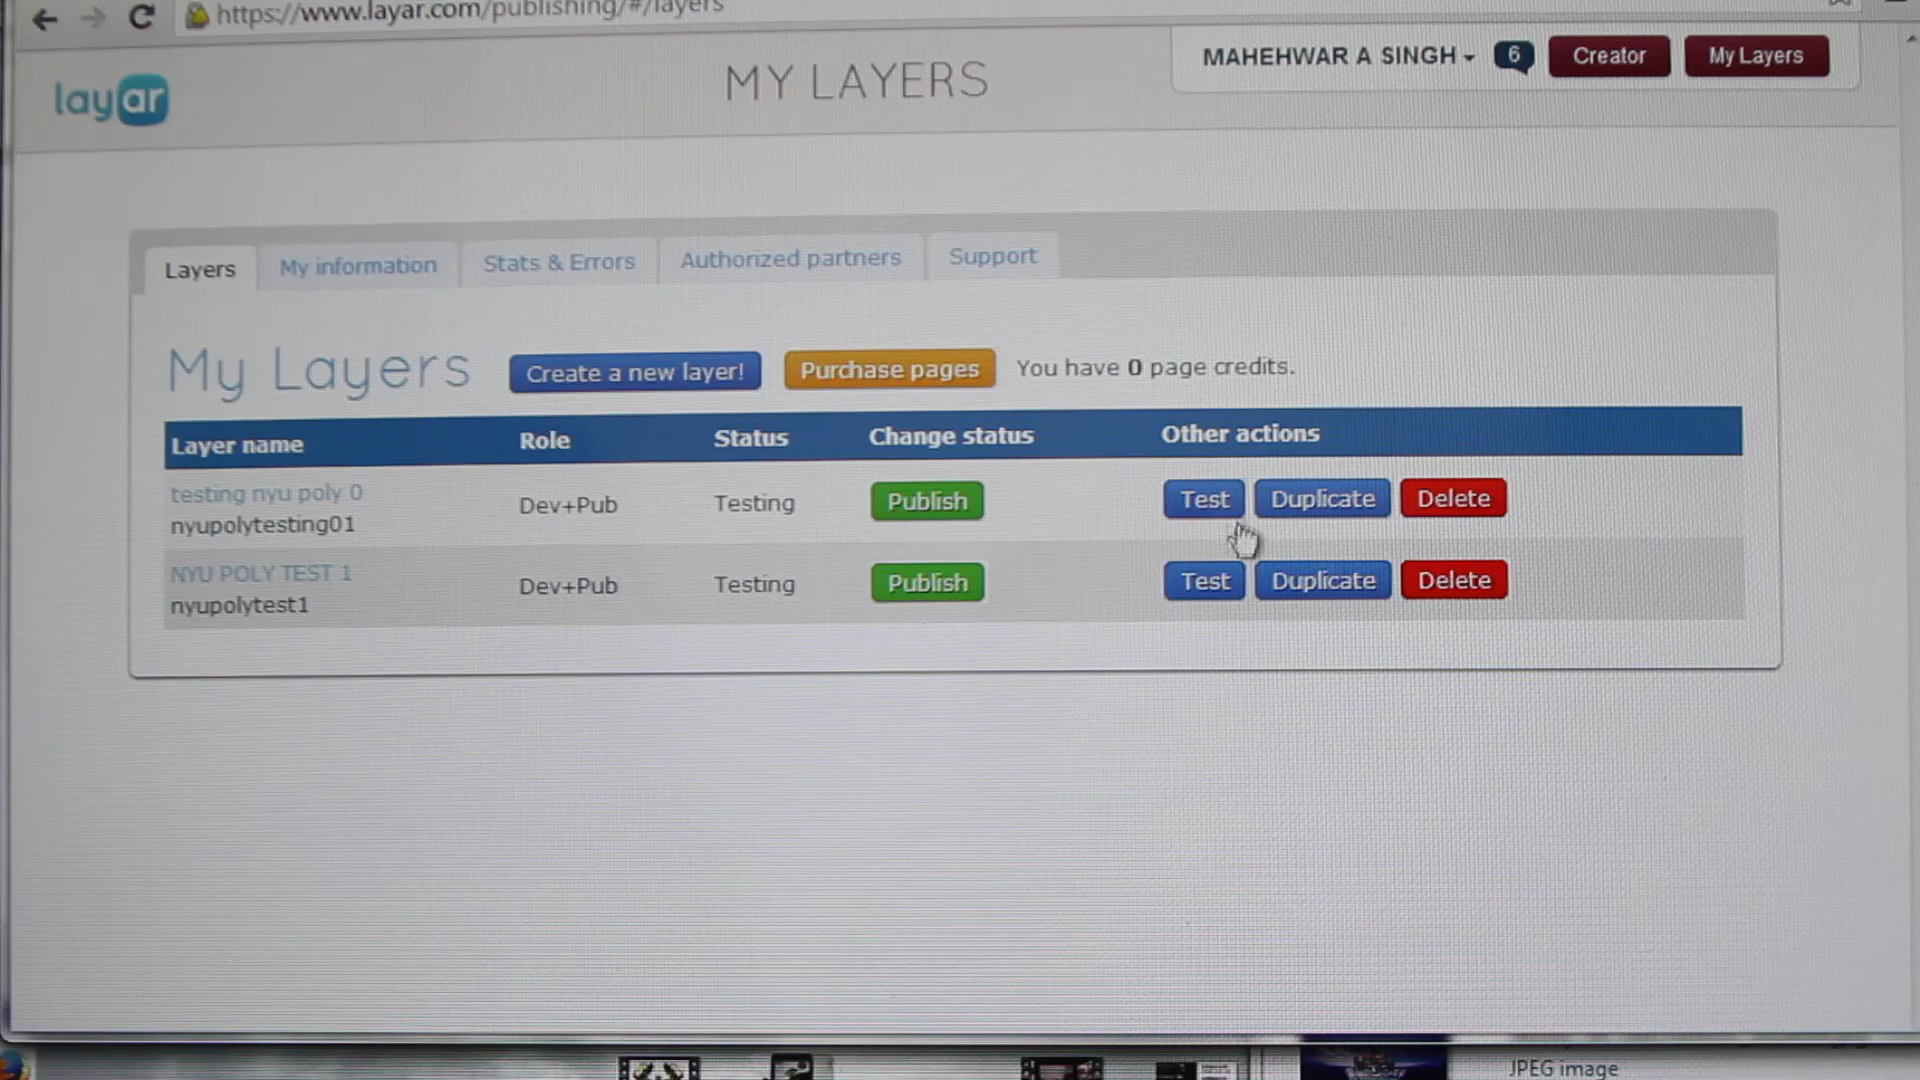 https://www.layar.com/publishing/#/layers
layar
MY LAYERS
MAHEHWAR A SINGH
6
Creator
My Layers
Layers
My information
Stats & Errors
Authorized partners
Support
My Layers
Create a new layer!
Purchase pages
You have 0 page credits.
Layer name Role Status Change status Other actions
testing nyu poly 0
nyupolytesting01
Dev+Pub Testing Publish Test Duplicate Delete
NYU POLY TEST 1
nyupolytest1
Dev+Pub Testing Publish Test Duplicate Delete
JPEG image